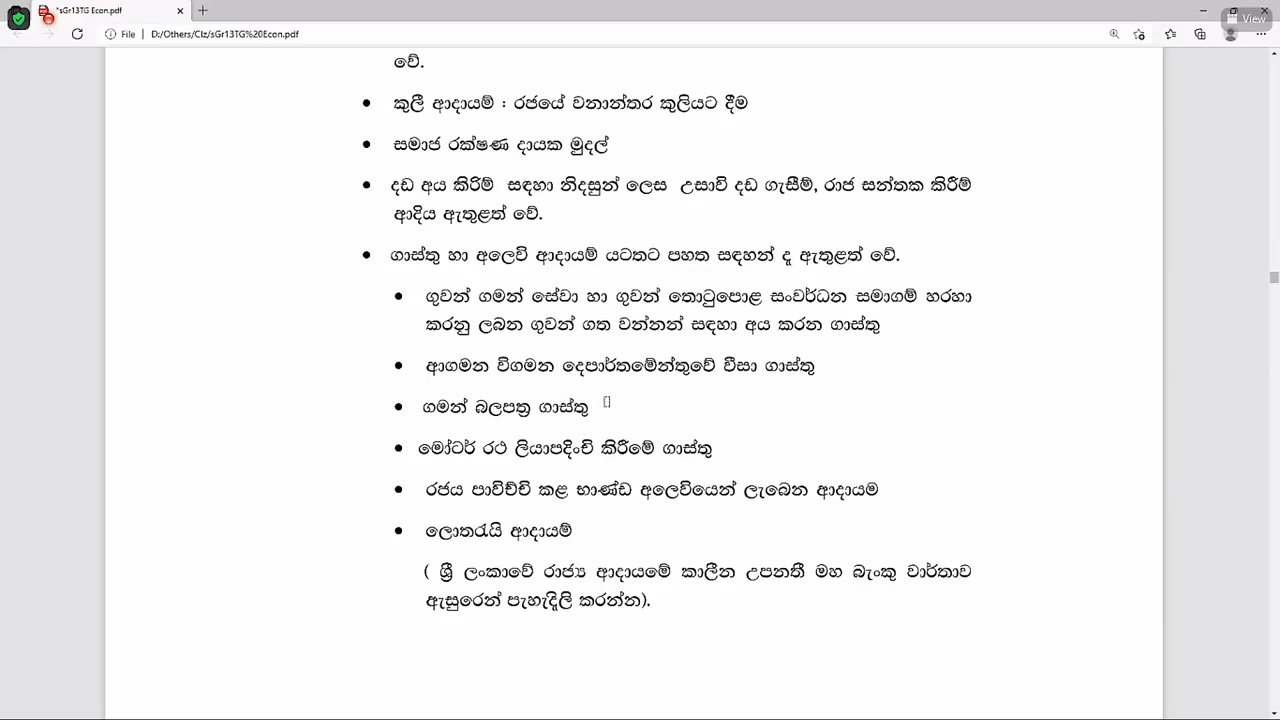 *sGr13TG Econ.pdf
View
File | D:/Others/Clz/sGr13TG%20Econ.pdf
වේ.
• කුලී ආදායම් : රජයේ වනාන්තර කුලියට දීම
• සමාජ රක්ෂණ දායක මුදල්
• දඩ අය කිරිම් සඳහා නිදසුන් ලෙස උසාවි දඩ ගැසීම්, රාජ සන්තක කිරීම්
ආදිය ඇතුළත් වේ.
• ගාස්තු හා අලෙවි ආදායම් යටතට පහත සඳහන් දෑ ඇතුළත් වේ.
• ගුවන් ගමන් සේවා හා ගුවන් තොටුපොළ සංවර්ධන සමාගම් හරහා
කරනු ලබන ගුවන් ගත වන්නන් සඳහා අය කරන ගාස්තු
• ආගමන විගමන දෙපාර්තමේන්තුවේ වීසා ගාස්තු
• ගමන් බලපත්‍ර ගාස්තු
• මෝටර් රථ ලියාපදිංචි කිරීමේ ගාස්තු
• රජය පාවිච්චි කළ භාණ්ඩ අලෙවියෙන් ලැබෙන ආදායම
• ලොතරැයි ආදායම්
( ශ්‍රී ලංකාවේ රාජ්‍ය ආදායමේ කාලීන උපනතී මහ බැංකු වාර්තාව
ඇසුරෙන් පැහැදිලි කරන්න).